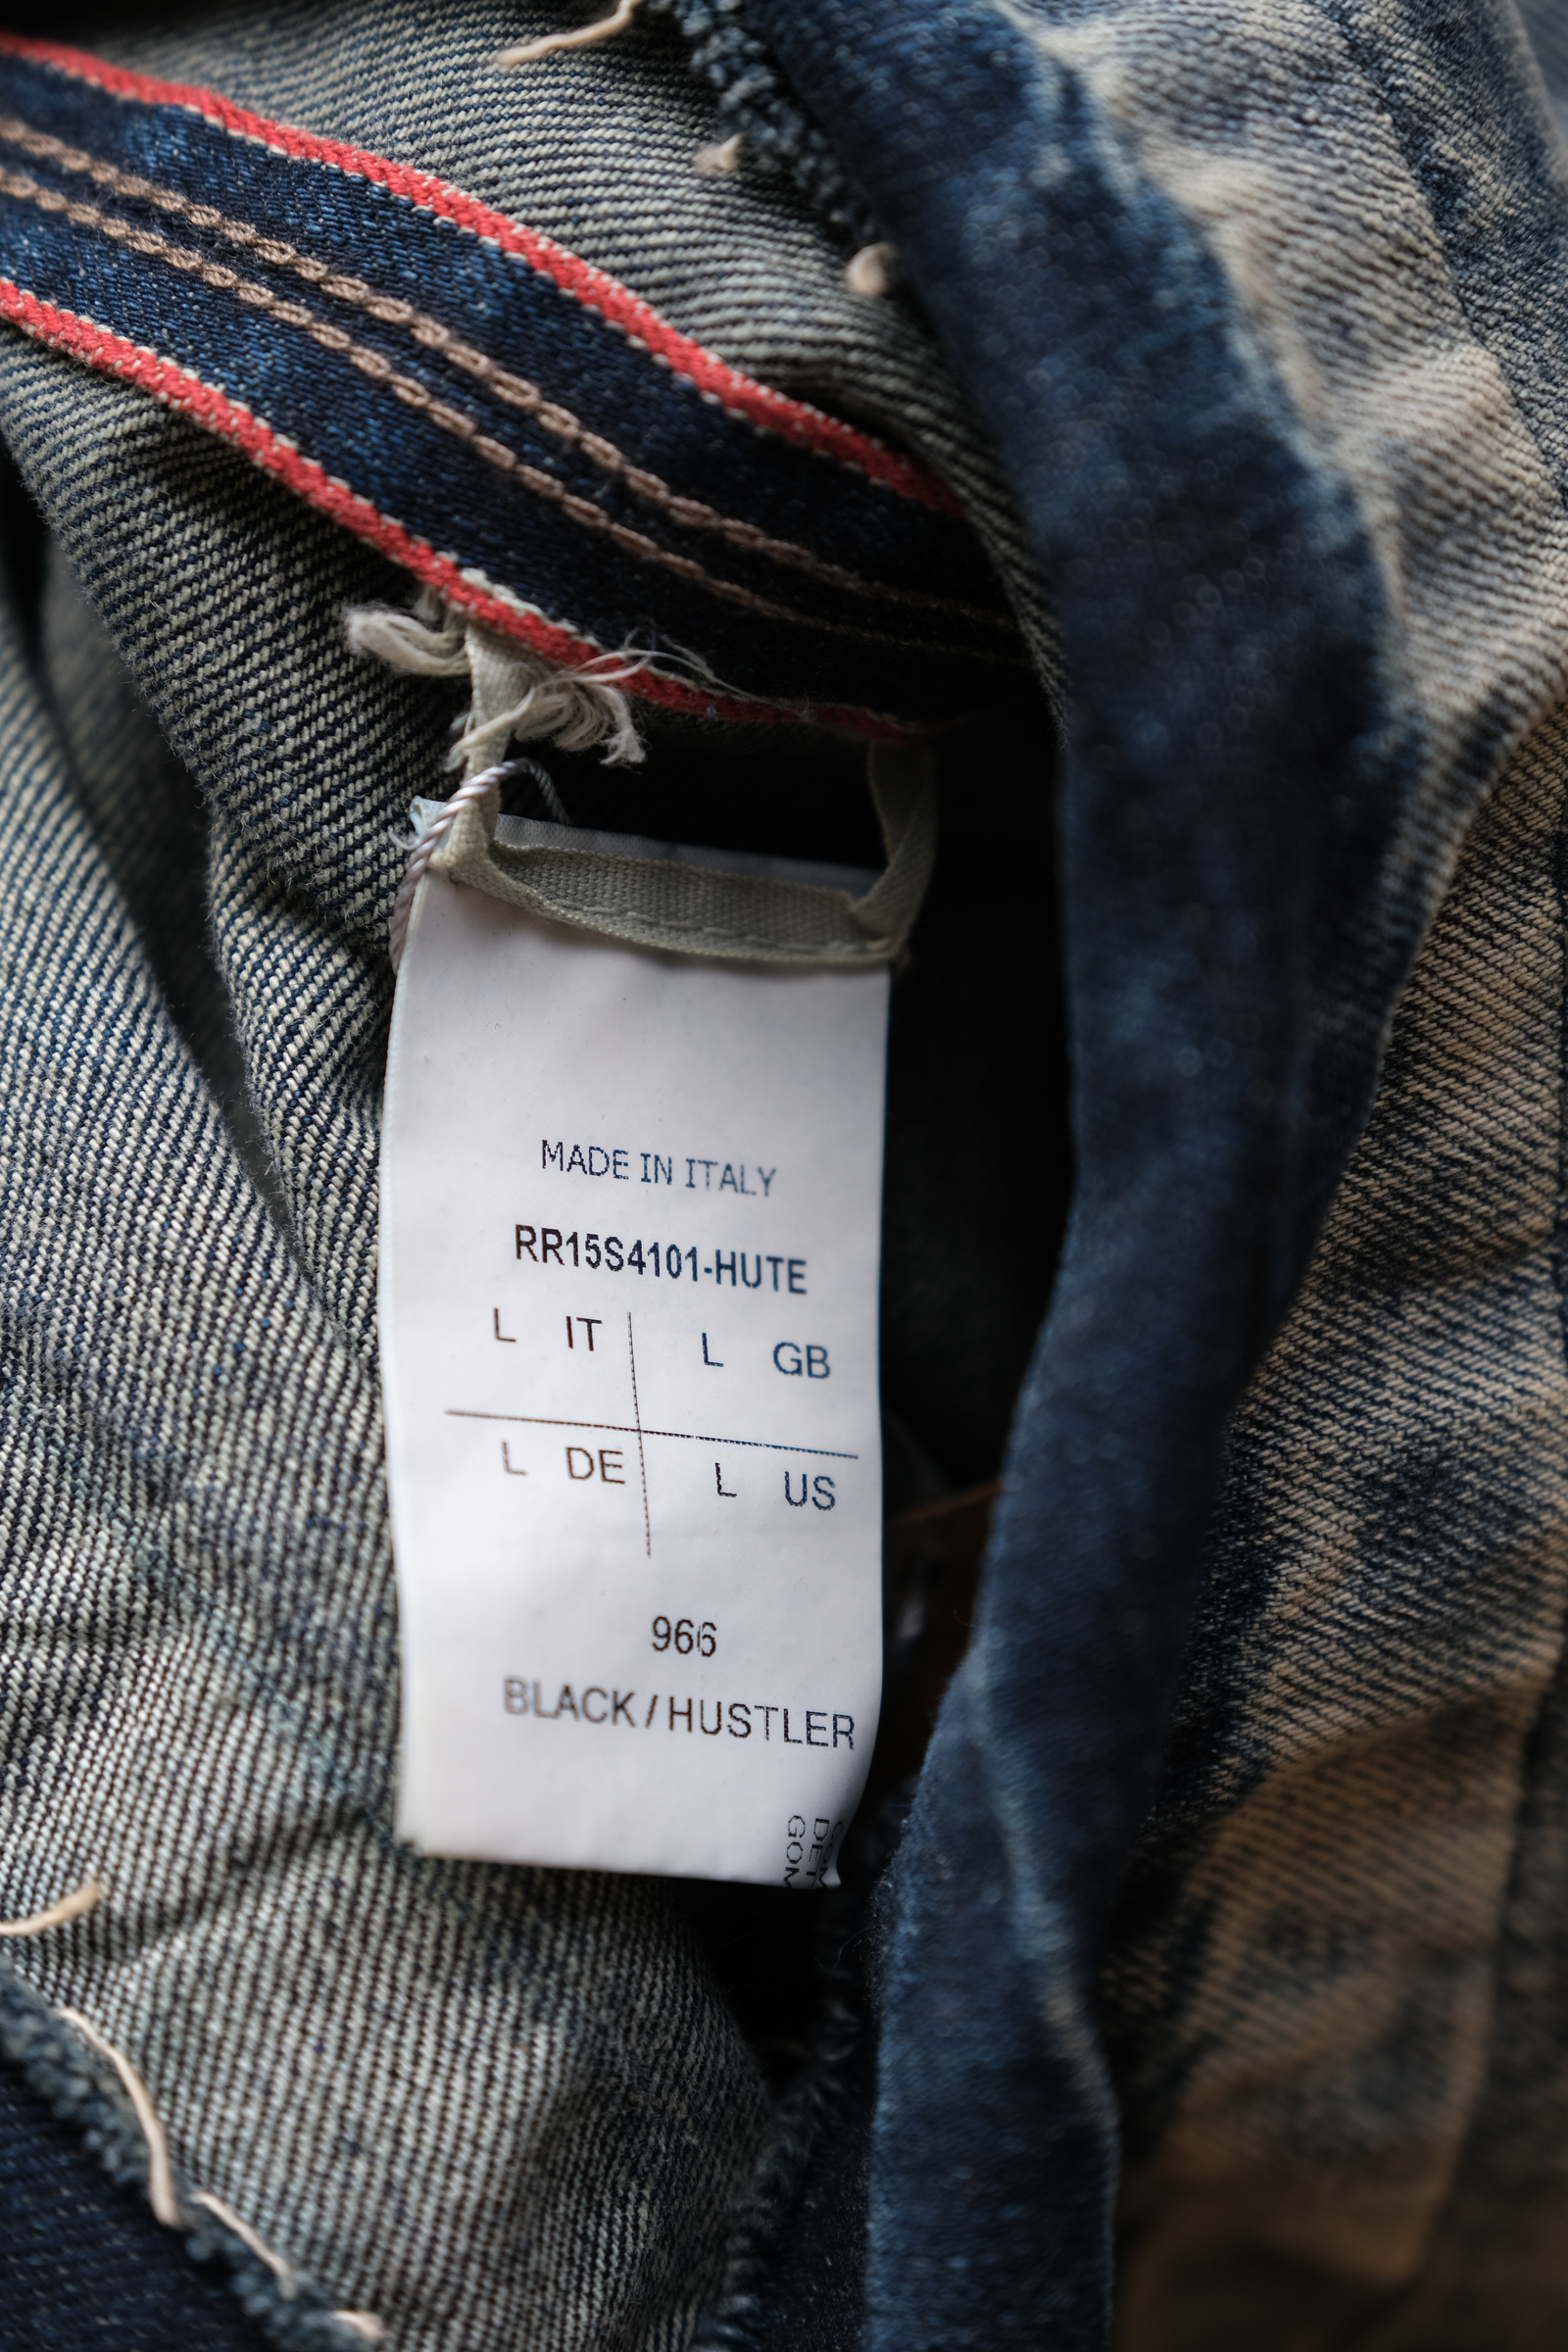 MADE IN ITALY
RR15S4101-HUTE
L IT L GB
L DE L US
966
BLACK / HUSTLER